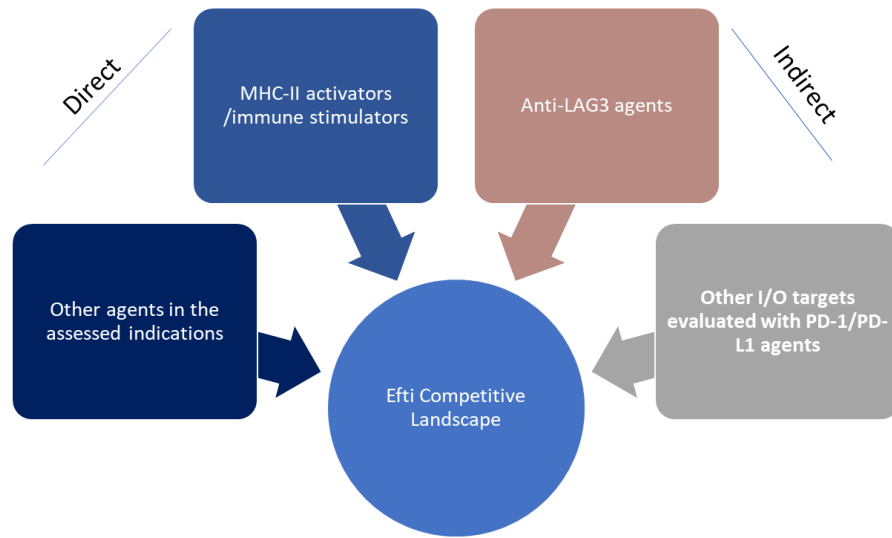 Direct
MHC-II activators
/immune stimulators
Anti-LAG3 agents
Indirect
Other agents in the
assessed indications
Other I/O targets
evaluated with PD-1/PD-
L1 agents
Efti Competitive
Landscape